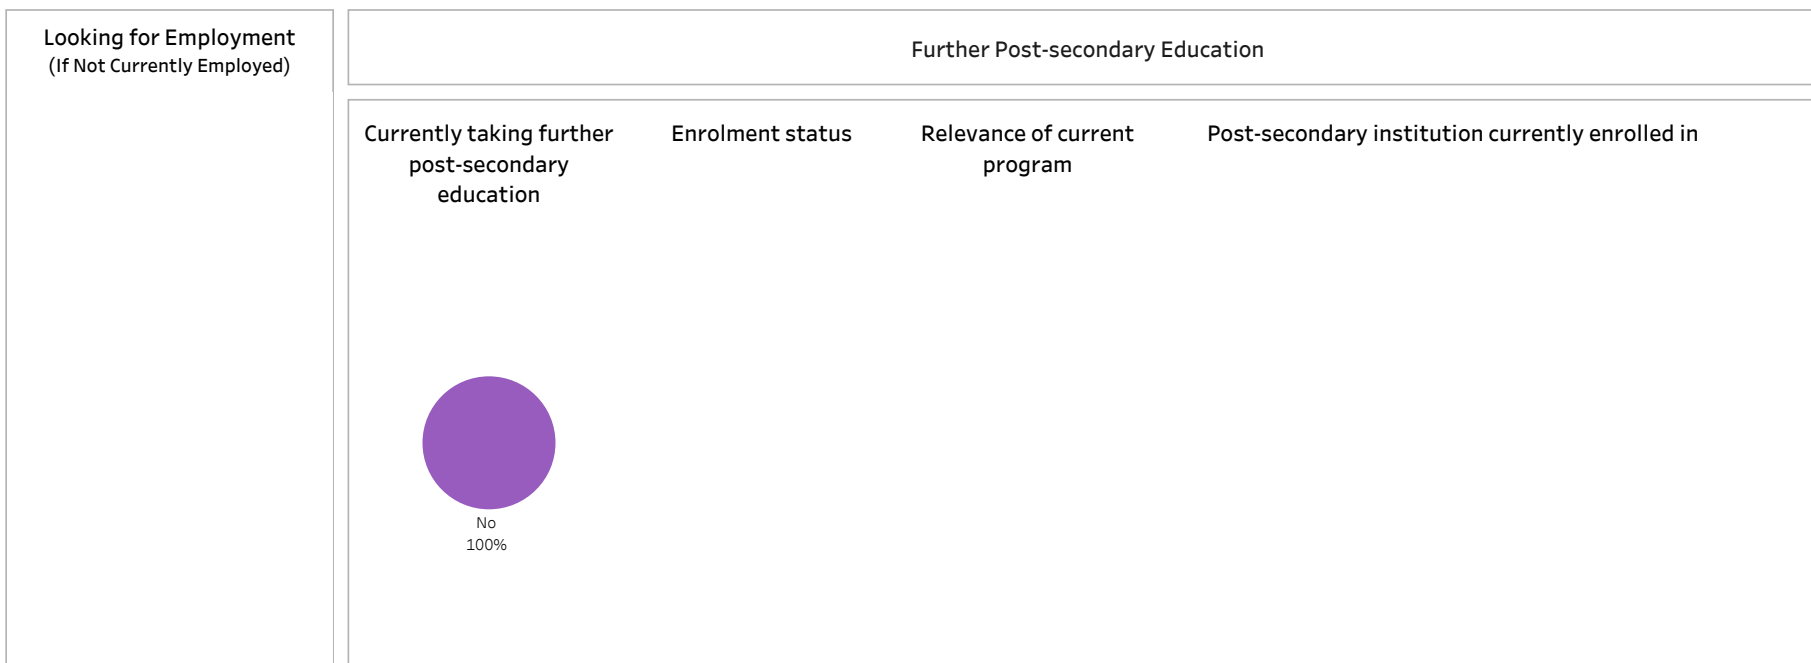 Looking for Employment
(If Not Currently Employed)
Further Post-secondary Education
Currently taking further
post-secondary
education
Enrolment status
Relevance of current
program
Post-secondary institution currently enrolled in
No
100%